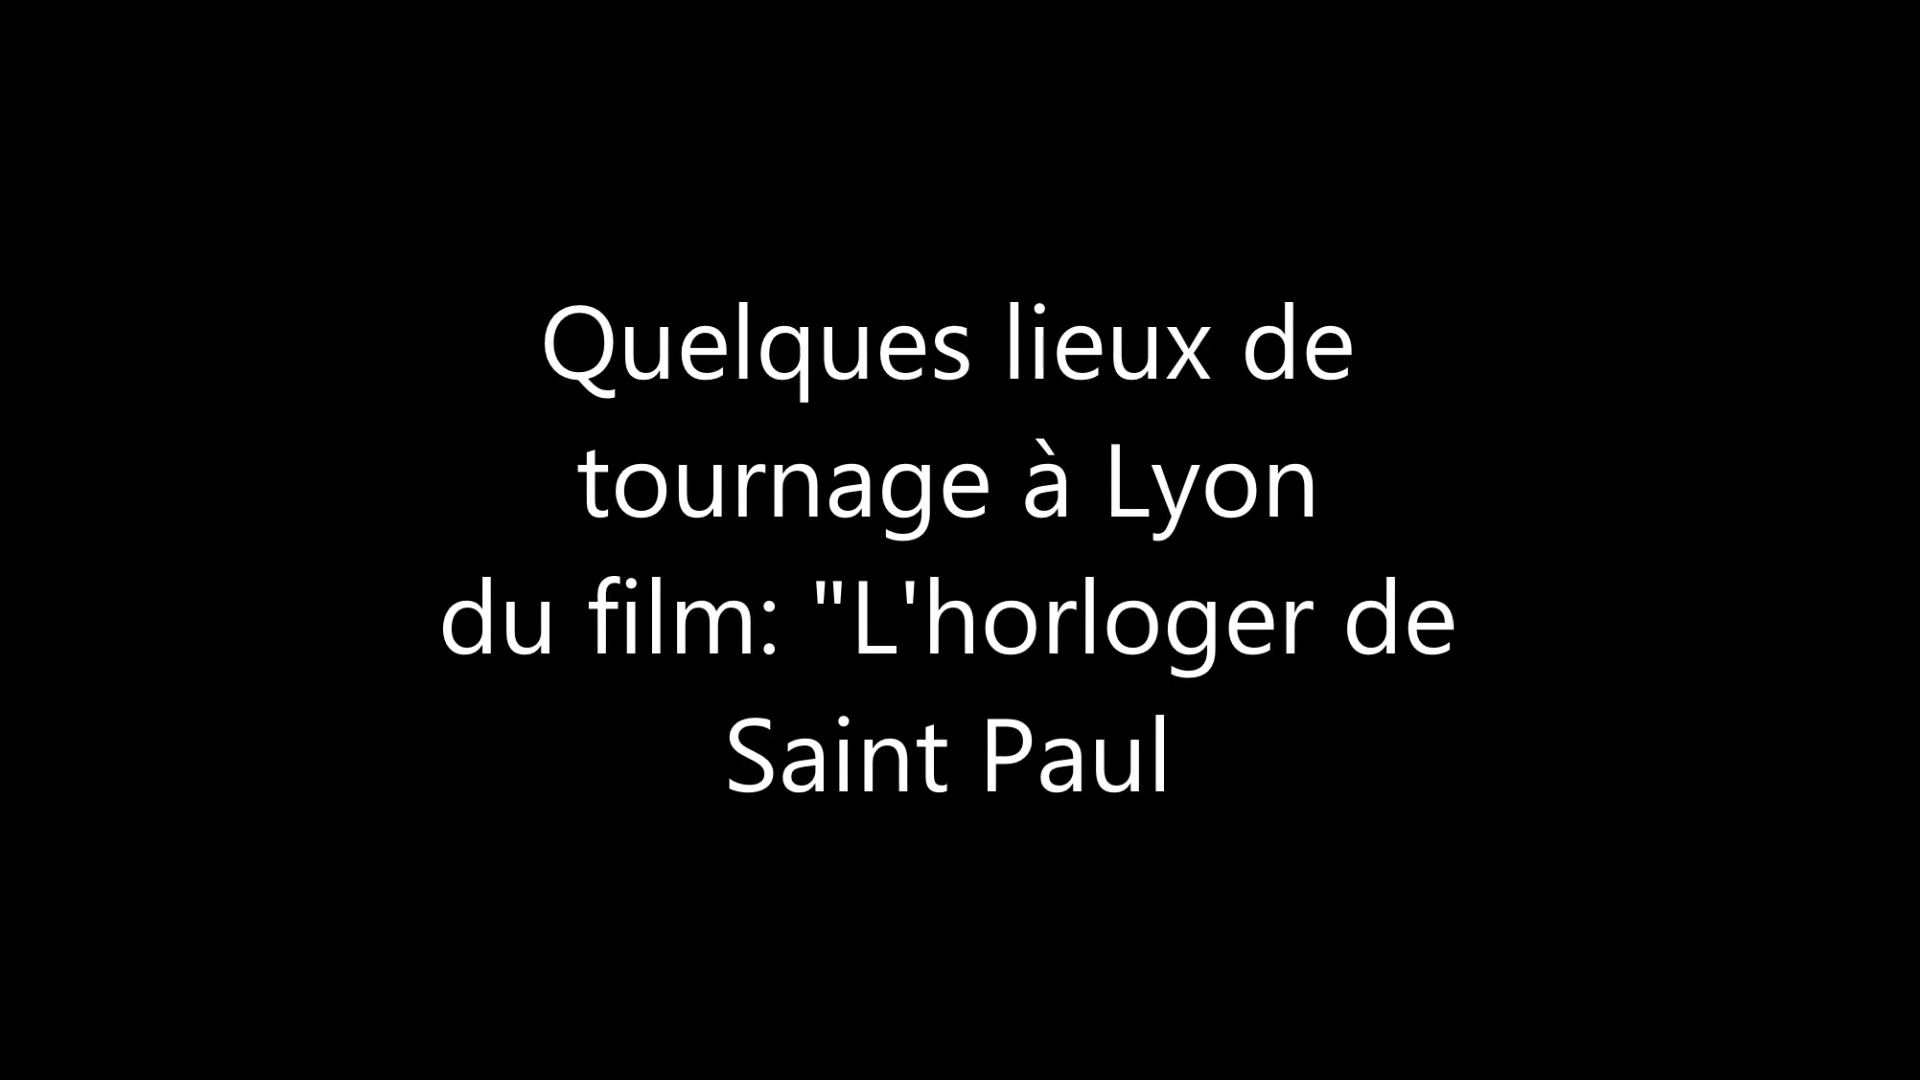 Quelques lieux de
tournage à Lyon
du film: "L'horloger de
Saint Paul